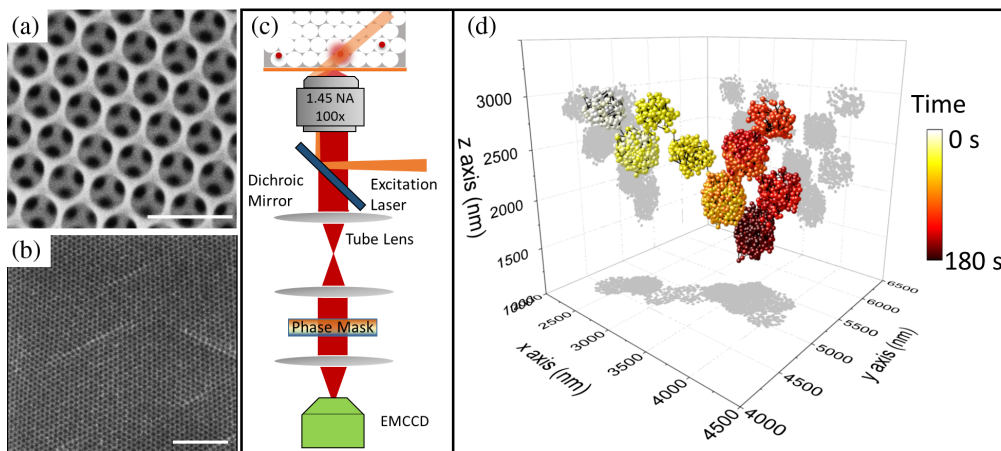 (a)
(b)
(c)
1.45 NA
100x
Dichroic
Mirror
Excitation
Laser
Tube Lens
Phase Mask
EMCCD
(d)
3000
2500
2000
1500
1000
z axis (nm)
2500
3000
3500
4000
4500
x axis (nm)
4000
4500
5000
5500
6000
6500
y axis (nm)
Time
0 s
180 s